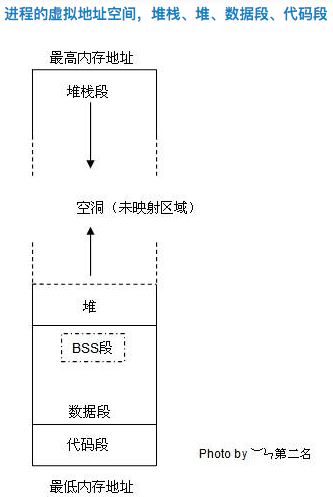 进程的虚拟地址空间，堆栈、堆、数据段、代码段
最高内存地址
堆栈段
空洞（未映射区域）
堆
BSS段
数据段
代码段
Photo by ︶ㄣ第二名
最低内存地址